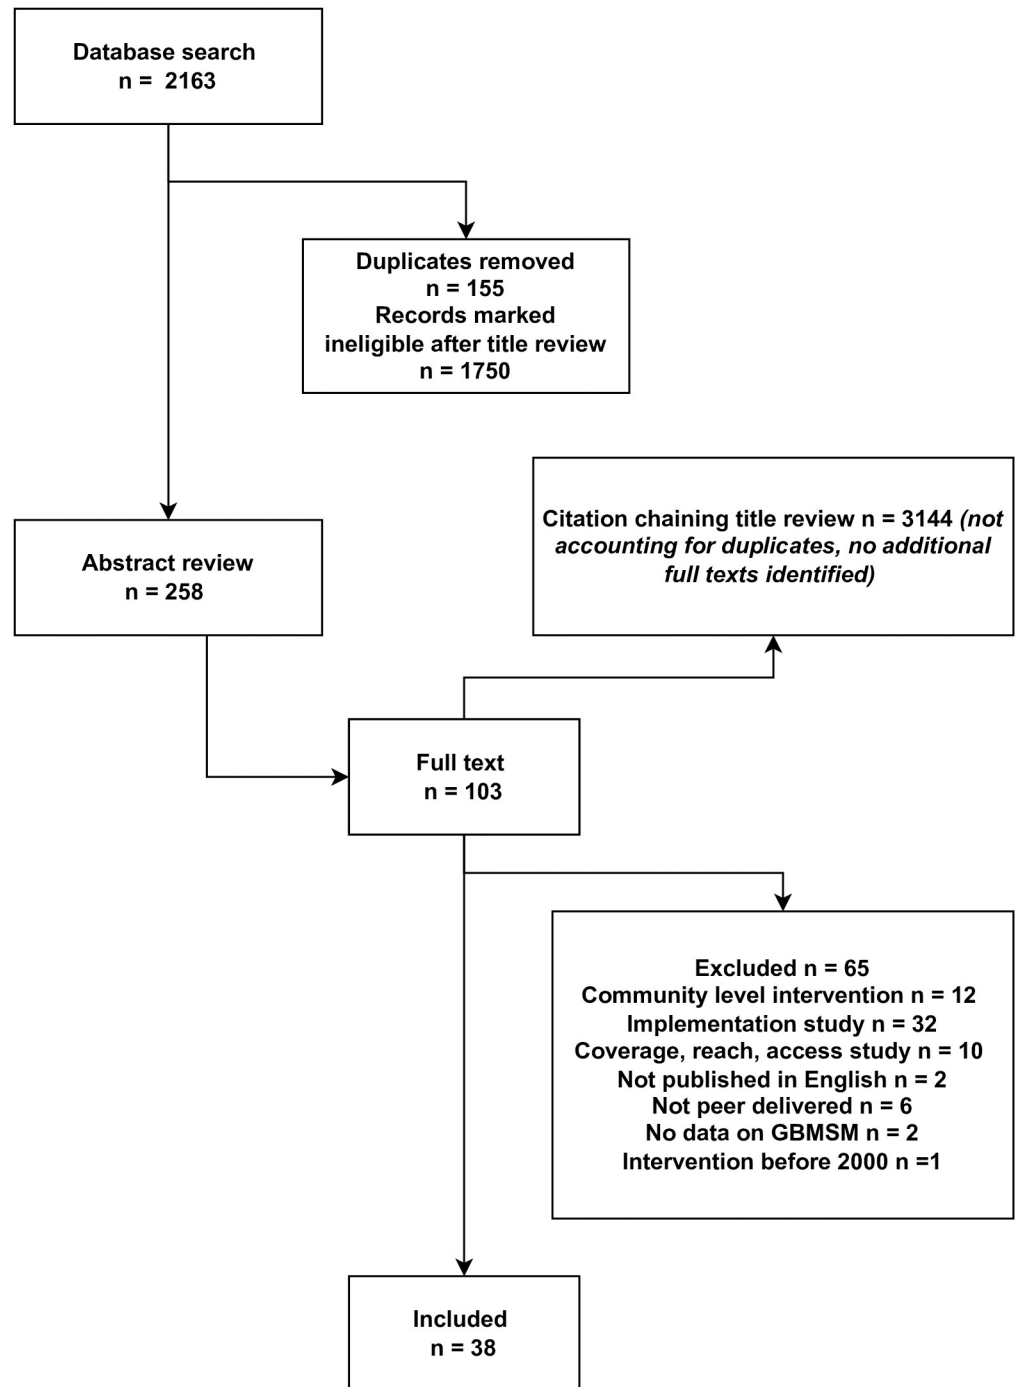 Database search
n = 2163
Duplicates removed
n = 155
Records marked
ineligible after title review
n = 1750
Citation chaining title review n = 3144 (not
accounting for duplicates, no additional
full texts identified)
Abstract review
n = 258
Full text
n = 103
Excluded n = 65
Community level intervention n = 12
Implementation study n = 32
Coverage, reach, access study n = 10
Not published in English n = 2
Not peer delivered n = 6
No data on GBMSM n = 2
Intervention before 2000 n =1
Included
n = 38